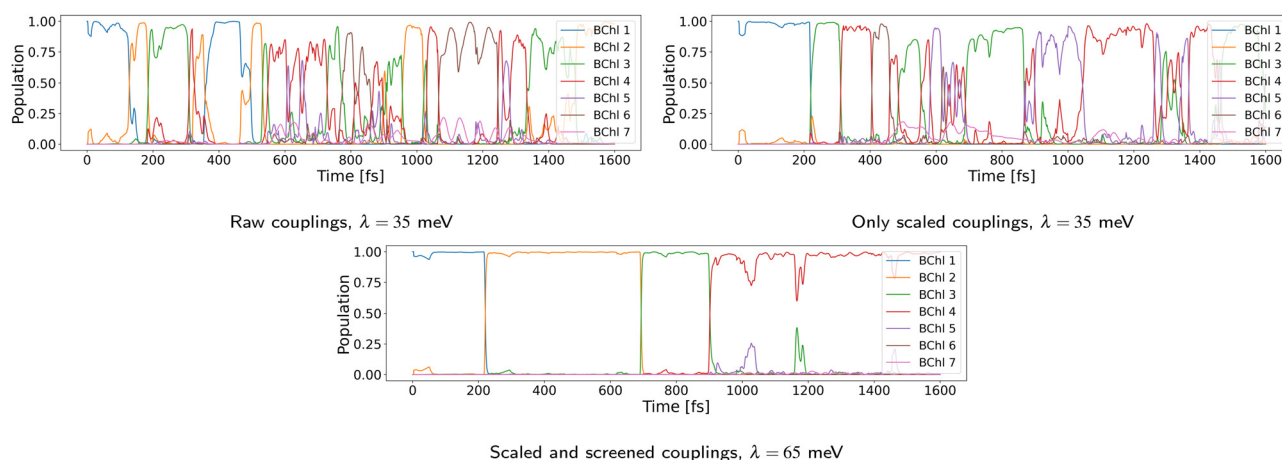 1.00
0.75
0.50
0.25
0.00
Population
0 200 400 600 800 1000 1200 1400 1600
Time [fs]
BChl 1
BChl 2
BChl 3
BChl 4
BChl 5
BChl 6
BChl 7
Raw couplings, λ = 35 meV
1.00
0.75
0.50
0.25
0.00
Population
0 200 400 600 800 1000 1200 1400 1600
Time [fs]
BChl 1
BChl 2
BChl 3
BChl 4
BChl 5
BChl 6
BChl 7
Only scaled couplings, λ = 35 meV
1.00
0.75
0.50
0.25
0.00
Population
0 200 400 600 800 1000 1200 1400 1600
Time [fs]
BChl 1
BChl 2
BChl 3
BChl 4
BChl 5
BChl 6
BChl 7
Scaled and screened couplings, λ = 65 meV